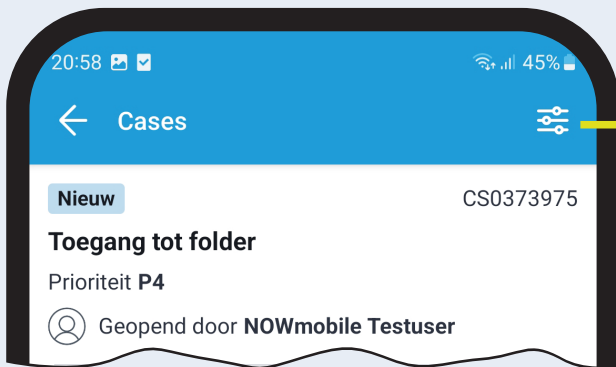 20:58 45%
Cases
Nieuw CS0373975
Toegang tot folder
Prioriteit P4
Geopend door NOWmobile Testuser